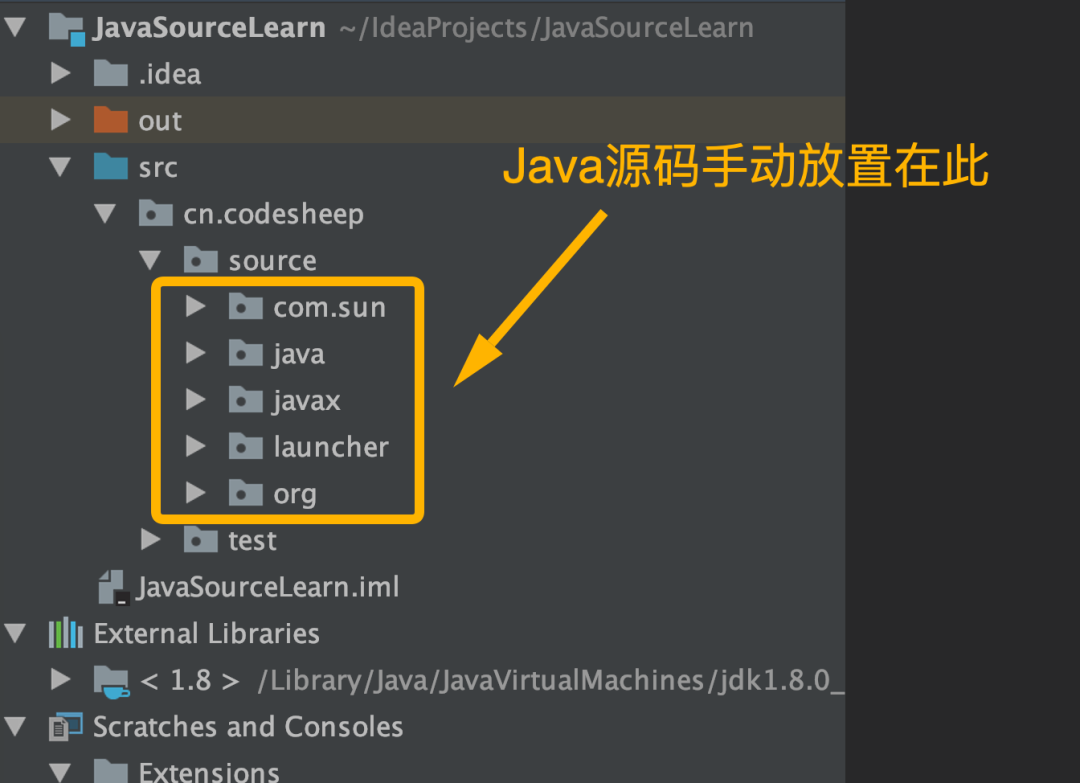 JavaSourceLearn ~/IdeaProjects/JavaSourceLearn
.idea
out
src
Java源码手动放置在此
cn.codesheep
source
com.sun
java
javax
launcher
org
test
JavaSourceLearn.iml
External Libraries
< 1.8 > /Library/Java/JavaVirtualMachines/jdk1.8.0_
Scratches and Consoles
Extensions